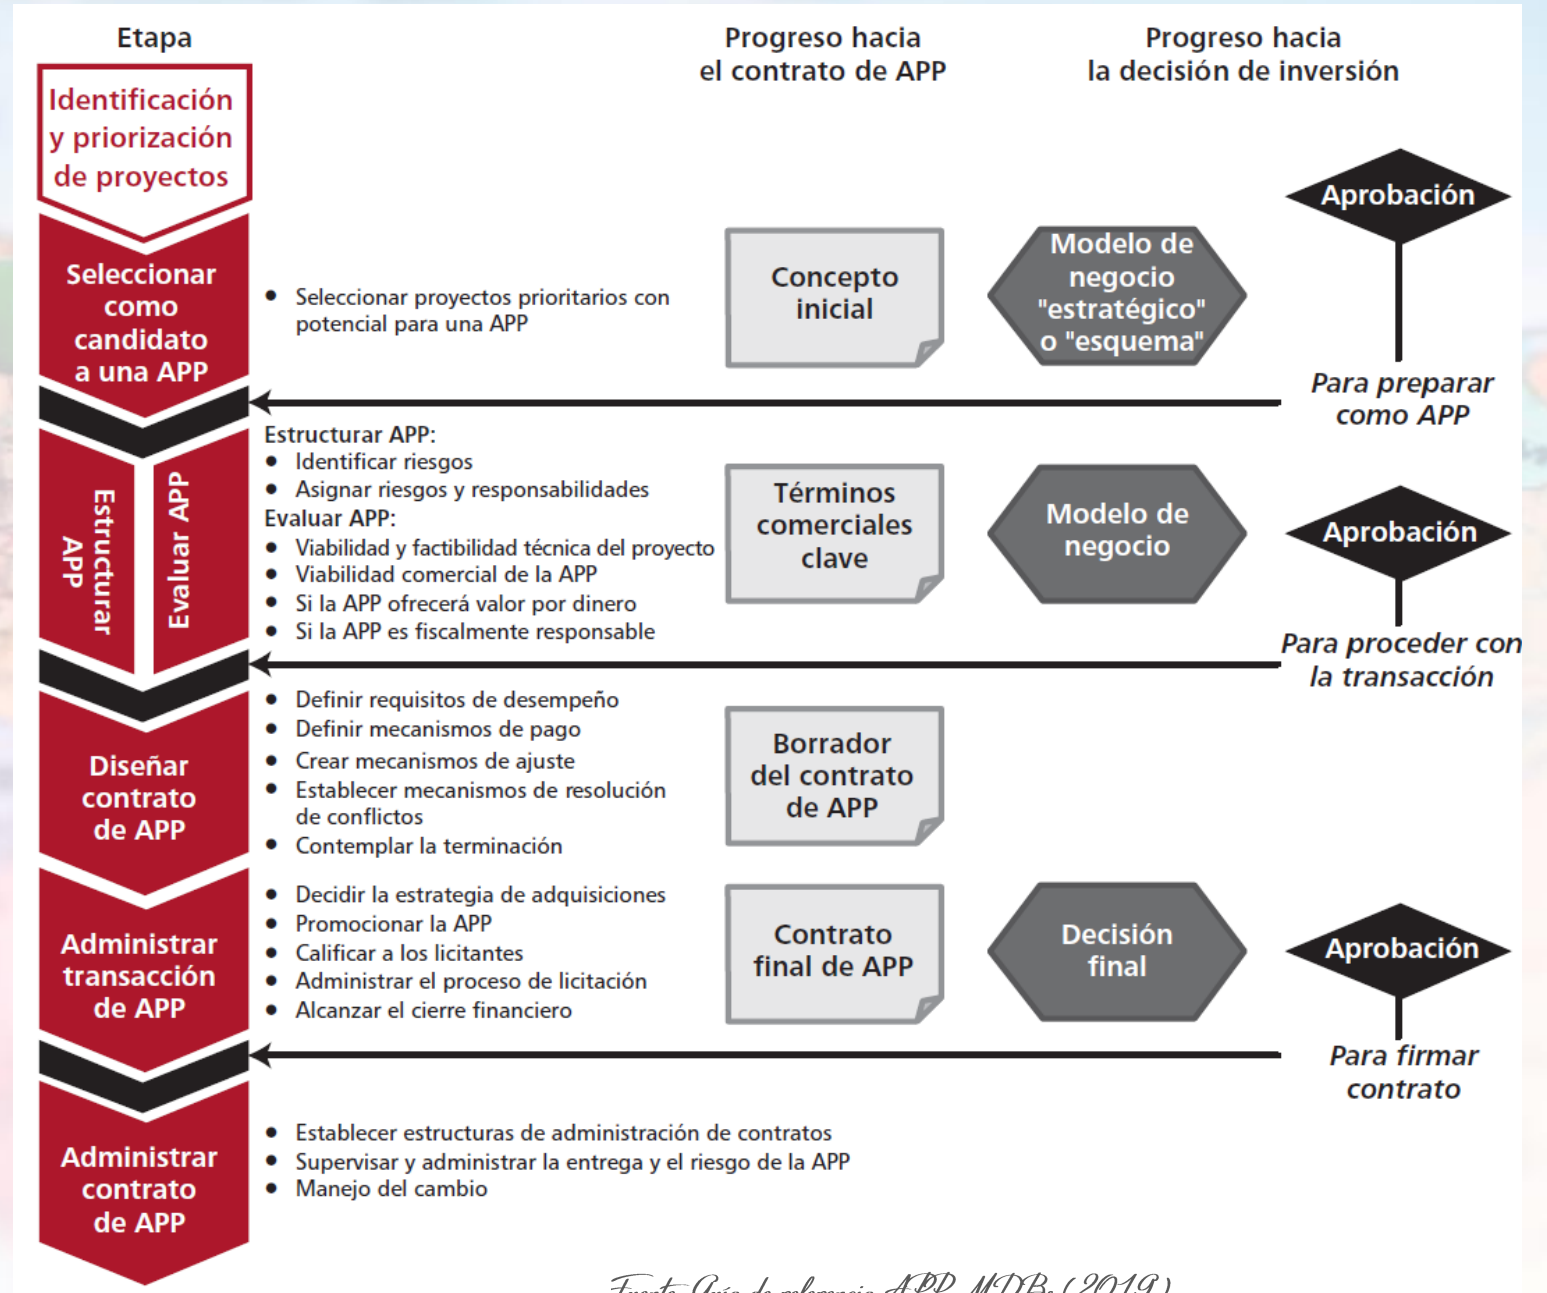 Etapa
Progreso hacia
el contrato de APP
Progreso hacia
la decisión de inversión
Identificación
y priorización
de proyectos
Aprobación
Seleccionar
como
candidato
a una APP
• Seleccionar proyectos prioritarios con
potencial para una APP
Concepto
inicial
Modelo de
negocio
"estratégico"
o "esquema"
Para preparar
como APP
Estructurar
APP
Evaluar APP
Estructurar APP:
• Identificar riesgos
• Asignar riesgos y responsabilidades
Evaluar APP:
• Viabilidad y factibilidad técnica del proyecto
• Viabilidad comercial de la APP
• Si la APP ofrecerá valor por dinero
• Si la APP es fiscalmente responsable
Términos
comerciales
clave
Modelo de
negocio
Aprobación
Para proceder con
la transacción
Diseñar
contrato
de APP
• Definir requisitos de desempeño
• Definir mecanismos de pago
• Crear mecanismos de ajuste
• Establecer mecanismos de resolución
de conflictos
• Contemplar la terminación
Borrador
del contrato
de APP
Administrar
transacción
de APP
• Decidir la estrategia de adquisiciones
• Promocionar la APP
• Calificar a los licitantes
• Administrar el proceso de licitación
• Alcanzar el cierre financiero
Contrato
final de APP
Decisión
final
Aprobación
Para firmar
contrato
Administrar
contrato
de APP
• Establecer estructuras de administración de contratos
• Supervisar y administrar la entrega y el riesgo de la APP
• Manejo del cambio
Fuente Guía de referencia APP MDBs (2019)